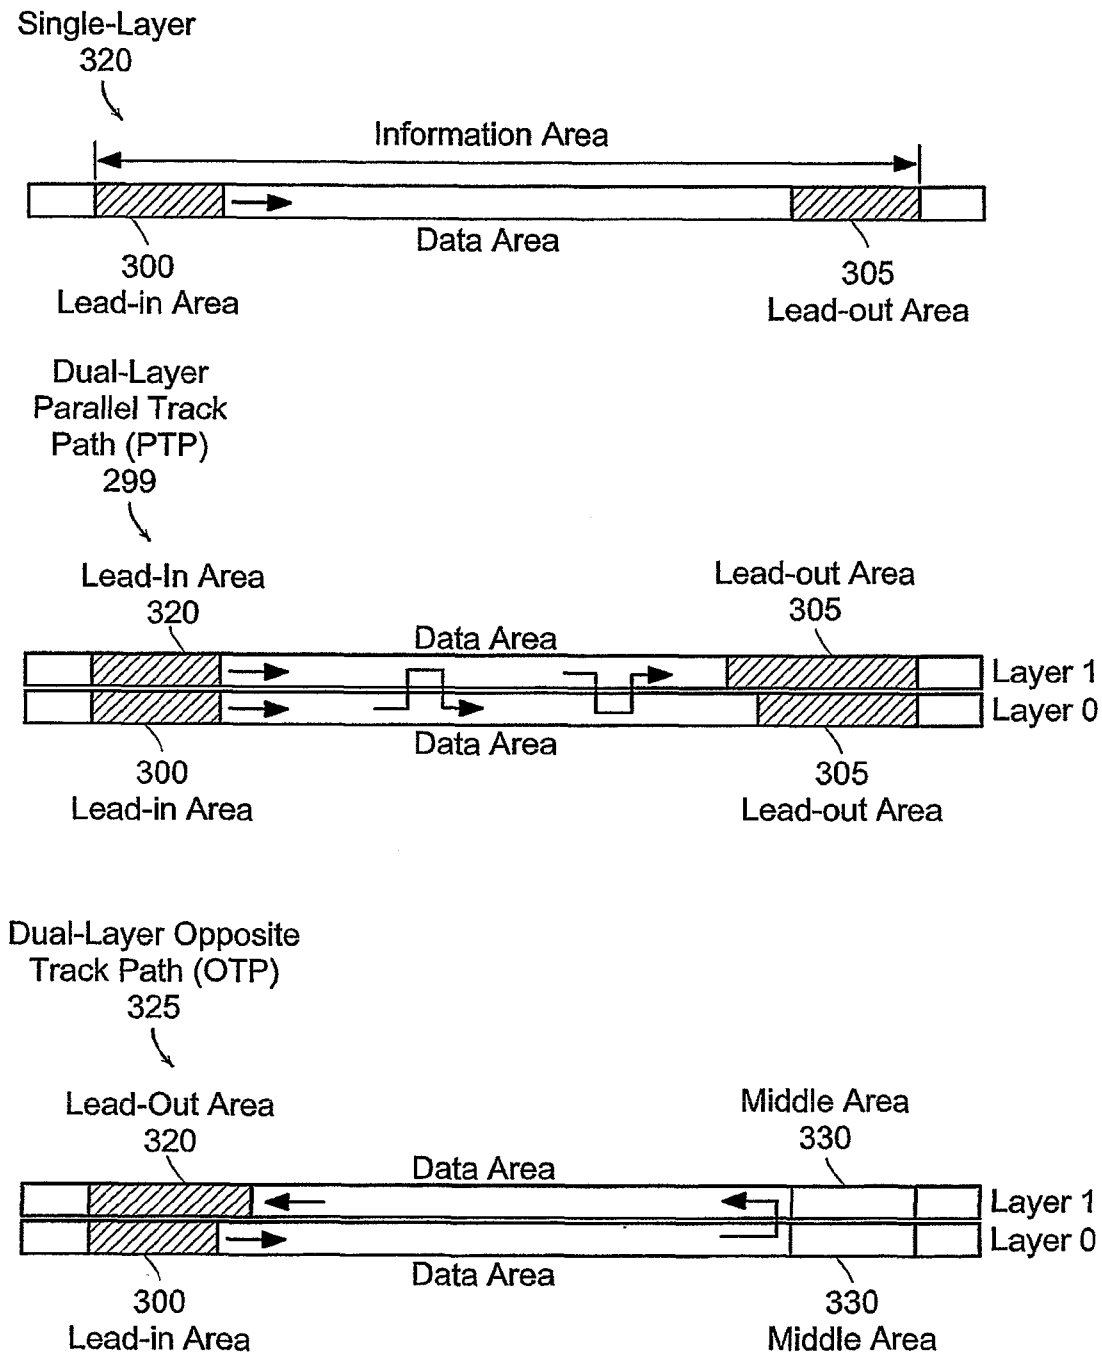 Single-Layer
320
Information Area
Data Area
300
Lead-in Area
305
Lead-out Area
Dual-Layer
Parallel Track
Path (PTP)
299
Lead-In Area
320
Data Area
Lead-out Area
305
Layer 1
Layer 0
Data Area
300
Lead-in Area
305
Lead-out Area
Dual-Layer Opposite
Track Path (OTP)
325
Lead-Out Area
320
Data Area
Middle Area
330
Layer 1
Layer 0
Data Area
300
Lead-in Area
330
Middle Area